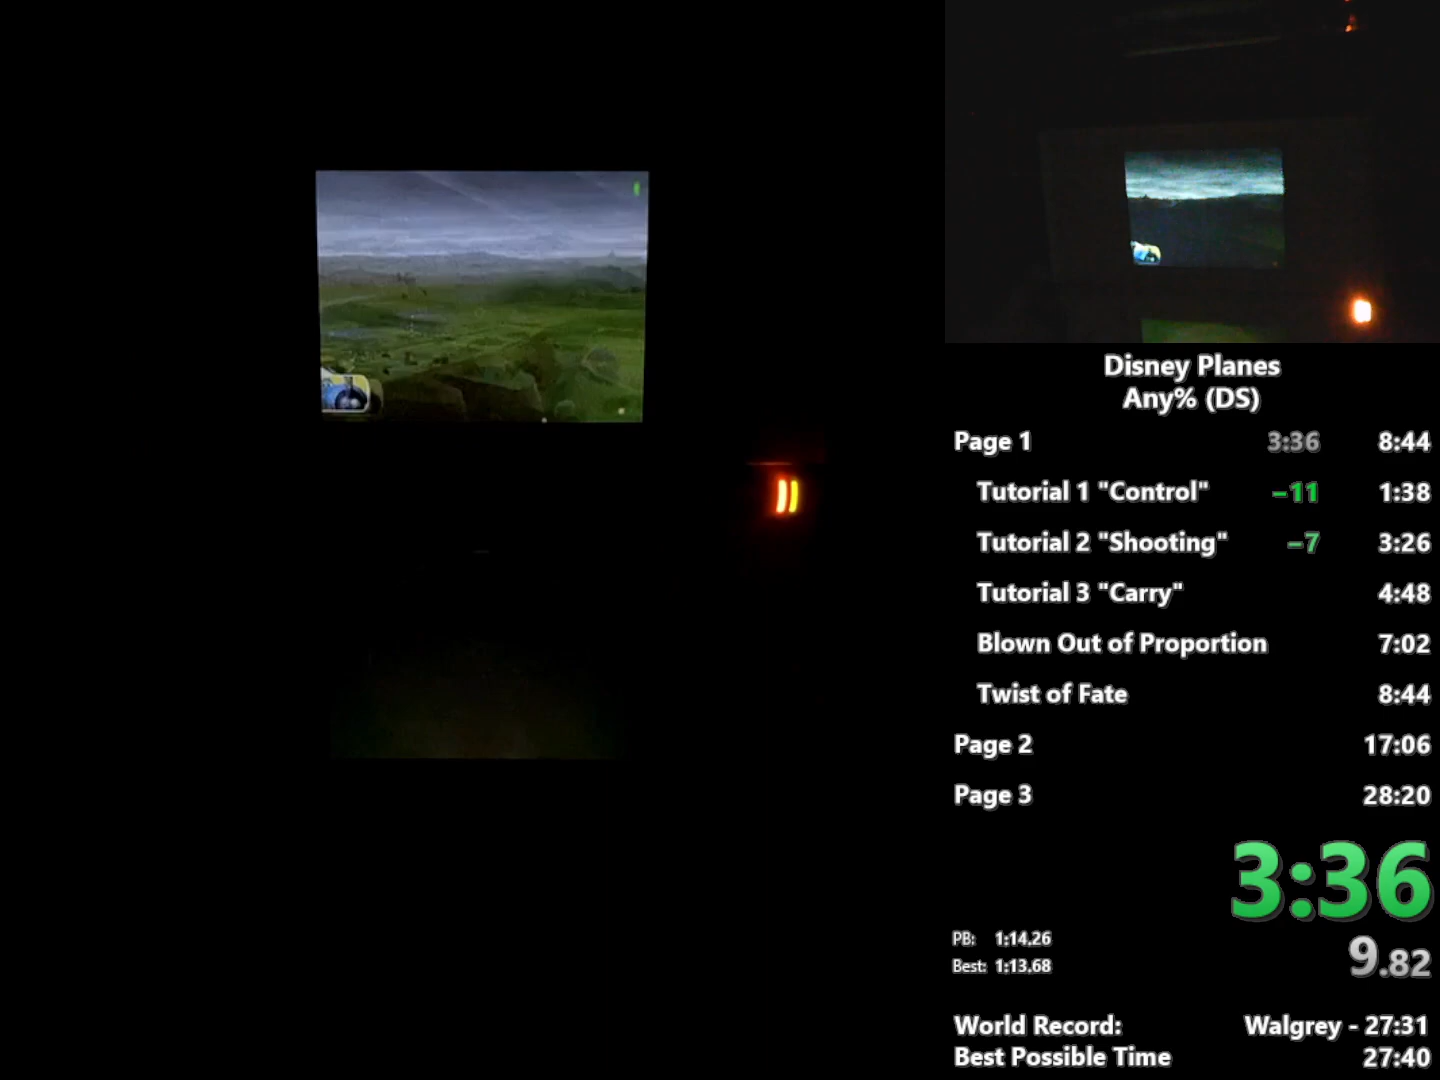 Disney Planes
Any% (DS)
Page 1 3:36 8:44
Tutorial 1 "Control" −11 1:38
Tutorial 2 "Shooting" −7 3:26
Tutorial 3 "Carry" 4:48
Blown Out of Proportion 7:02
Twist of Fate 8:44
Page 2 17:06
Page 3 28:20
3:36
PB: 1:14.26
Best: 1:13.68
9.82
World Record: Walgrey - 27:31
Best Possible Time 27:40